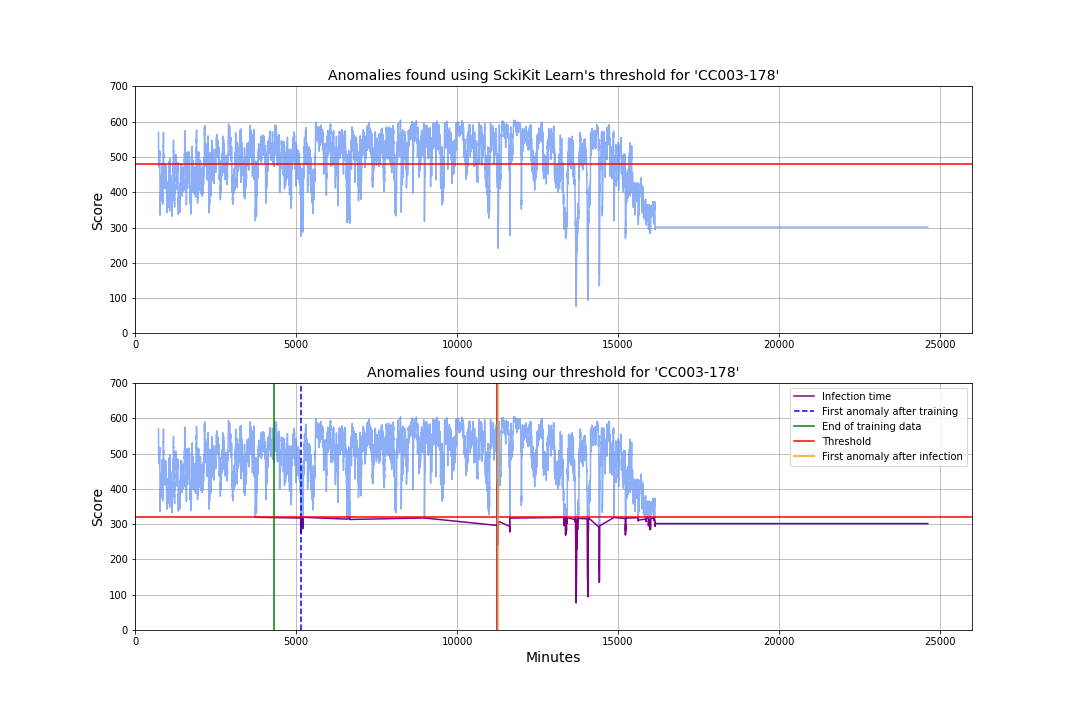 Anomalies found using SckiKit Learn's threshold for 'CC003-178'
700
600
500
400
300
200
100
0
Score
0 5000 10000 15000 20000 25000
Anomalies found using our threshold for 'CC003-178'
700
600
500
400
300
200
100
0
Score
Infection time
First anomaly after training
End of training data
Threshold
First anomaly after infection
0 5000 10000 15000 20000 25000
Minutes